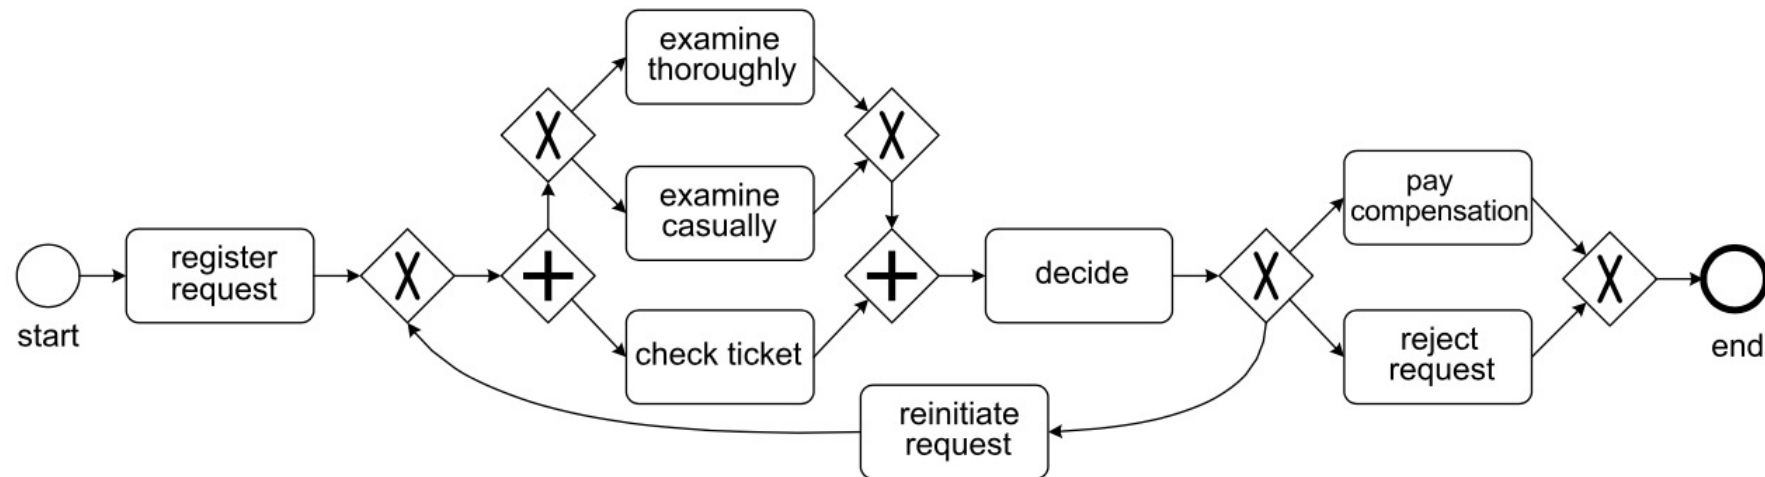 examine
thoroughly
examine
casually
register
request
start
check ticket
decide
reinitiate
request
pay
compensation
reject
request
end